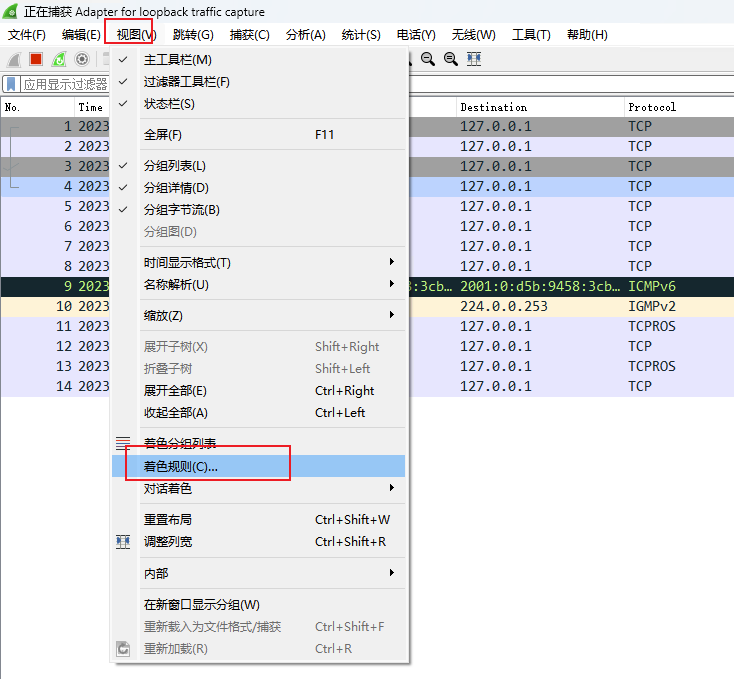 正在捕获 Adapter for loopback traffic capture
文件(F) 编辑(E) 视图(V) 跳转(G) 捕获(C) 分析(A) 统计(S) 电话(Y) 无线(W) 工具(T) 帮助(H)
应用显示过滤器
No. Time Destination Protocol
1 2023 127.0.0.1 TCP
2 2023 127.0.0.1 TCP
3 2023 127.0.0.1 TCP
4 2023 127.0.0.1 TCP
5 2023 127.0.0.1 TCP
6 2023 127.0.0.1 TCP
7 2023 127.0.0.1 TCP
8 2023 127.0.0.1 TCP
9 2023 :3cb… 2001:0:d5b:9458:3cb… ICMPv6
10 2023 224.0.0.253 IGMPv2
11 2023 127.0.0.1 TCPROS
12 2023 127.0.0.1 TCP
13 2023 127.0.0.1 TCPROS
14 2023 127.0.0.1 TCP
主工具栏(M)
过滤器工具栏(F)
状态栏(S)
全屏(F) F11
分组列表(L)
分组详情(D)
分组字节流(B)
分组图(D)
时间显示格式(T)
名称解析(U)
缩放(Z)
展开子树(X) Shift+Right
折叠子树 Shift+Left
展开全部(E) Ctrl+Right
收起全部(A) Ctrl+Left
着色分组列表
着色规则(C)...
对话着色
重置布局 Ctrl+Shift+W
调整列宽 Ctrl+Shift+R
内部
在新窗口显示分组(W)
重新载入为文件格式/捕获 Ctrl+Shift+F
重新加载(R) Ctrl+R